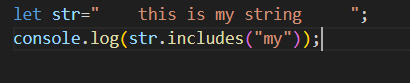 let str="    this is my string     ";
console.log(str.includes("my"));